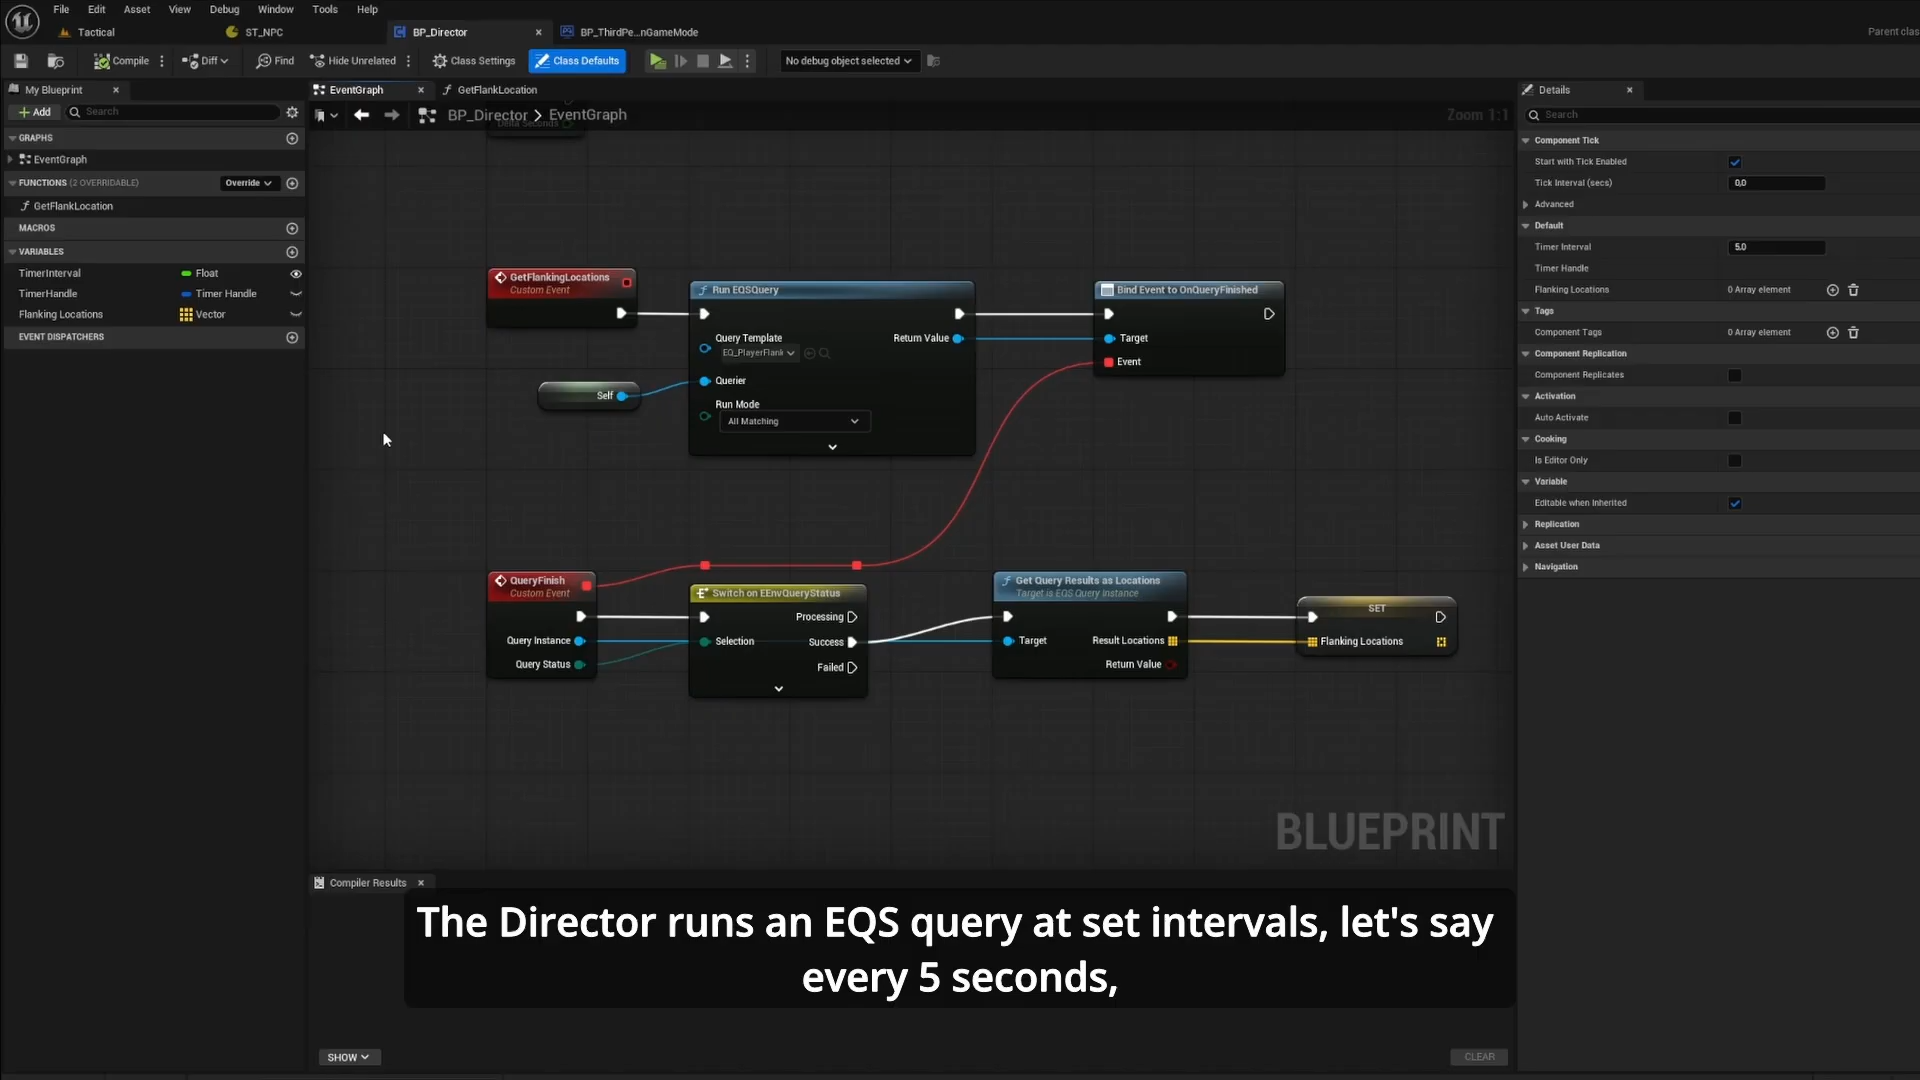 File Edit Asset View Debug Window Tools Help
Tactical ST_NPC BP_Director BP_ThirdPe...nGameMode Parent clas
Compile Diff Find Hide Unrelated Class Settings Class Defaults No debug object selected
My Blueprint
Add Search
GRAPHS
EventGraph
FUNCTIONS (2 OVERRIDABLE) Override
GetFlankLocation
MACROS
VARIABLES
TimerInterval Float
TimerHandle Timer Handle
Flanking Locations Vector
EVENT DISPATCHERS
EventGraph GetFlankLocation
BP_Director > EventGraph Zoom 1:1
Delta Seconds
GetFlankingLocations
Custom Event
Run EQSQuery
Query Template
EQ_PlayerFlank
Return Value
Querier
Run Mode
All Matching
Self
Bind Event to OnQueryFinished
Target
Event
QueryFinish
Custom Event
Query Instance
Query Status
Switch on EEnvQueryStatus
Processing
Selection Success
Failed
Get Query Results as Locations
Target is EQS Query Instance
Target Result Locations
Return Value
SET
Flanking Locations
BLUEPRINT
Details
Search
Component Tick
Start with Tick Enabled
Tick Interval (secs) 0,0
Advanced
Default
Timer Interval 5.0
Timer Handle
Flanking Locations 0 Array element
Tags
Component Tags 0 Array element
Component Replication
Component Replicates
Activation
Auto Activate
Cooking
Is Editor Only
Variable
Editable when Inherited
Replication
Asset User Data
Navigation
Compiler Results
The Director runs an EQS query at set intervals, let's say
every 5 seconds,
SHOW CLEAR